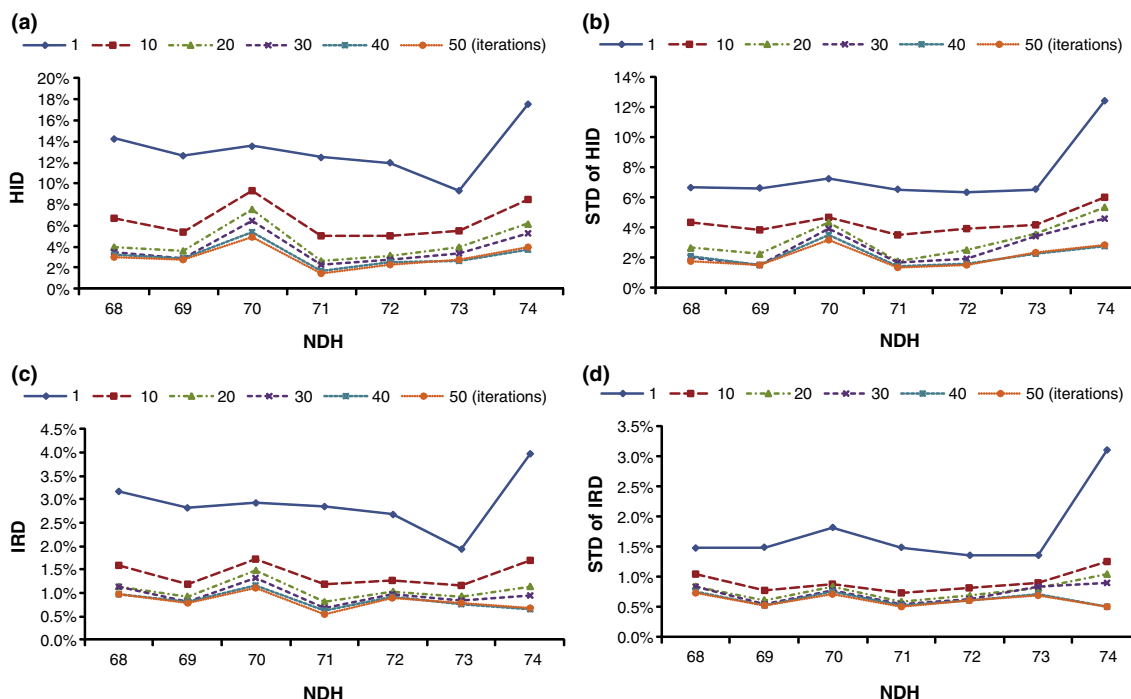 (a)
1 10 20 30 40 50 (iterations)
20%
18%
16%
14%
12%
10%
8%
6%
4%
2%
0%
HID
68 69 70 71 72 73 74
NDH
(b)
1 10 20 30 40 50 (iterations)
14%
12%
10%
8%
6%
4%
2%
0%
STD of HID
68 69 70 71 72 73 74
NDH
(c)
1 10 20 30 40 50 (iterations)
4.5%
4.0%
3.5%
3.0%
2.5%
2.0%
1.5%
1.0%
0.5%
0.0%
IRD
68 69 70 71 72 73 74
NDH
(d)
1 10 20 30 40 50 (iterations)
3.5%
3.0%
2.5%
2.0%
1.5%
1.0%
0.5%
0.0%
STD of IRD
68 69 70 71 72 73 74
NDH